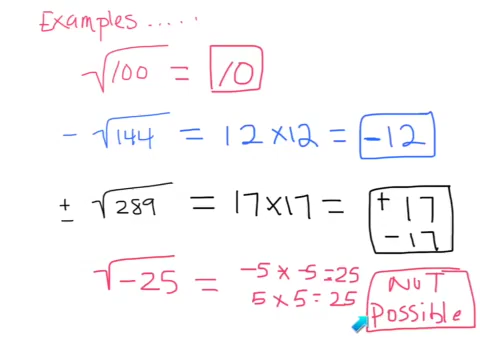 Examples.....
√100 = 10
- √144 = 12 x 12 = -12
± √289 = 17 x 17 = +17
-17
√-25 = -5 x -5 = 25
5 x 5 = 25
NOT
Possible